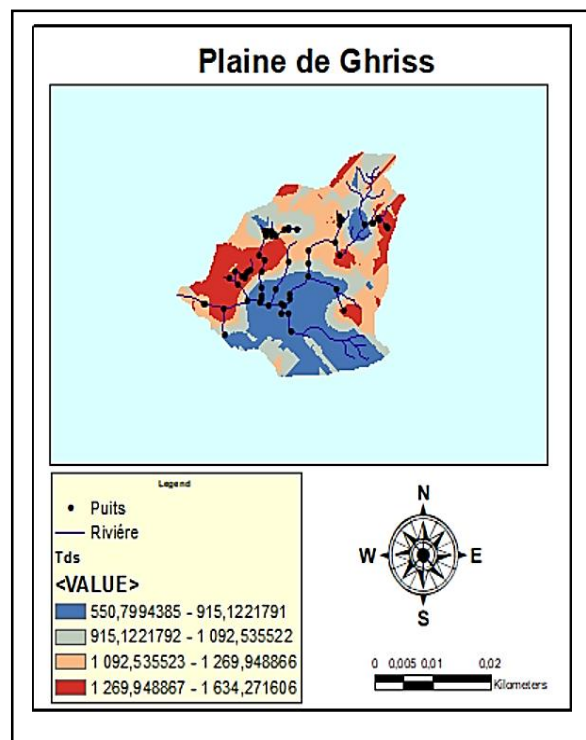 Plaine de Ghriss
Legend
Puits
Riviére
Tds
<VALUE>
550,7994385 - 915,1221791
915,1221792 - 1 092,535522
1 092,535523 - 1 269,948866
1 269,948867 - 1 634,271606
N
W E
S
0 0,005 0,01 0,02
Kilometers